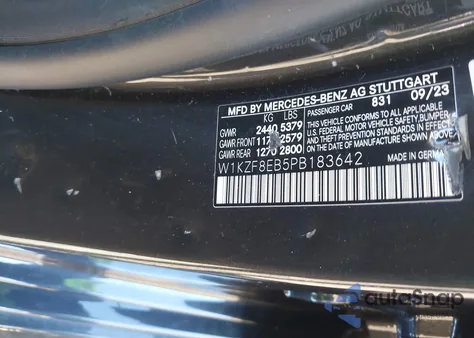 MFD BY MERCEDES-BENZ AG STUTTGART
PASSENGER CAR 831 09/23
KG LBS
GVWR 2440 5379
GAWR FRONT 2579
GAWR REAR 1270 2800
THIS VEHICLE CONFORMS TO ALL APPLICABLE
U.S. FEDERAL MOTOR VEHICLE SAFETY, BUMPER,
AND THEFT PREVENTION STANDARDS IN EFFECT
ON THE DATE OF MANUFACTURE SHOWN ABOVE.
W1KZF8EB5PB183642
autoSnap